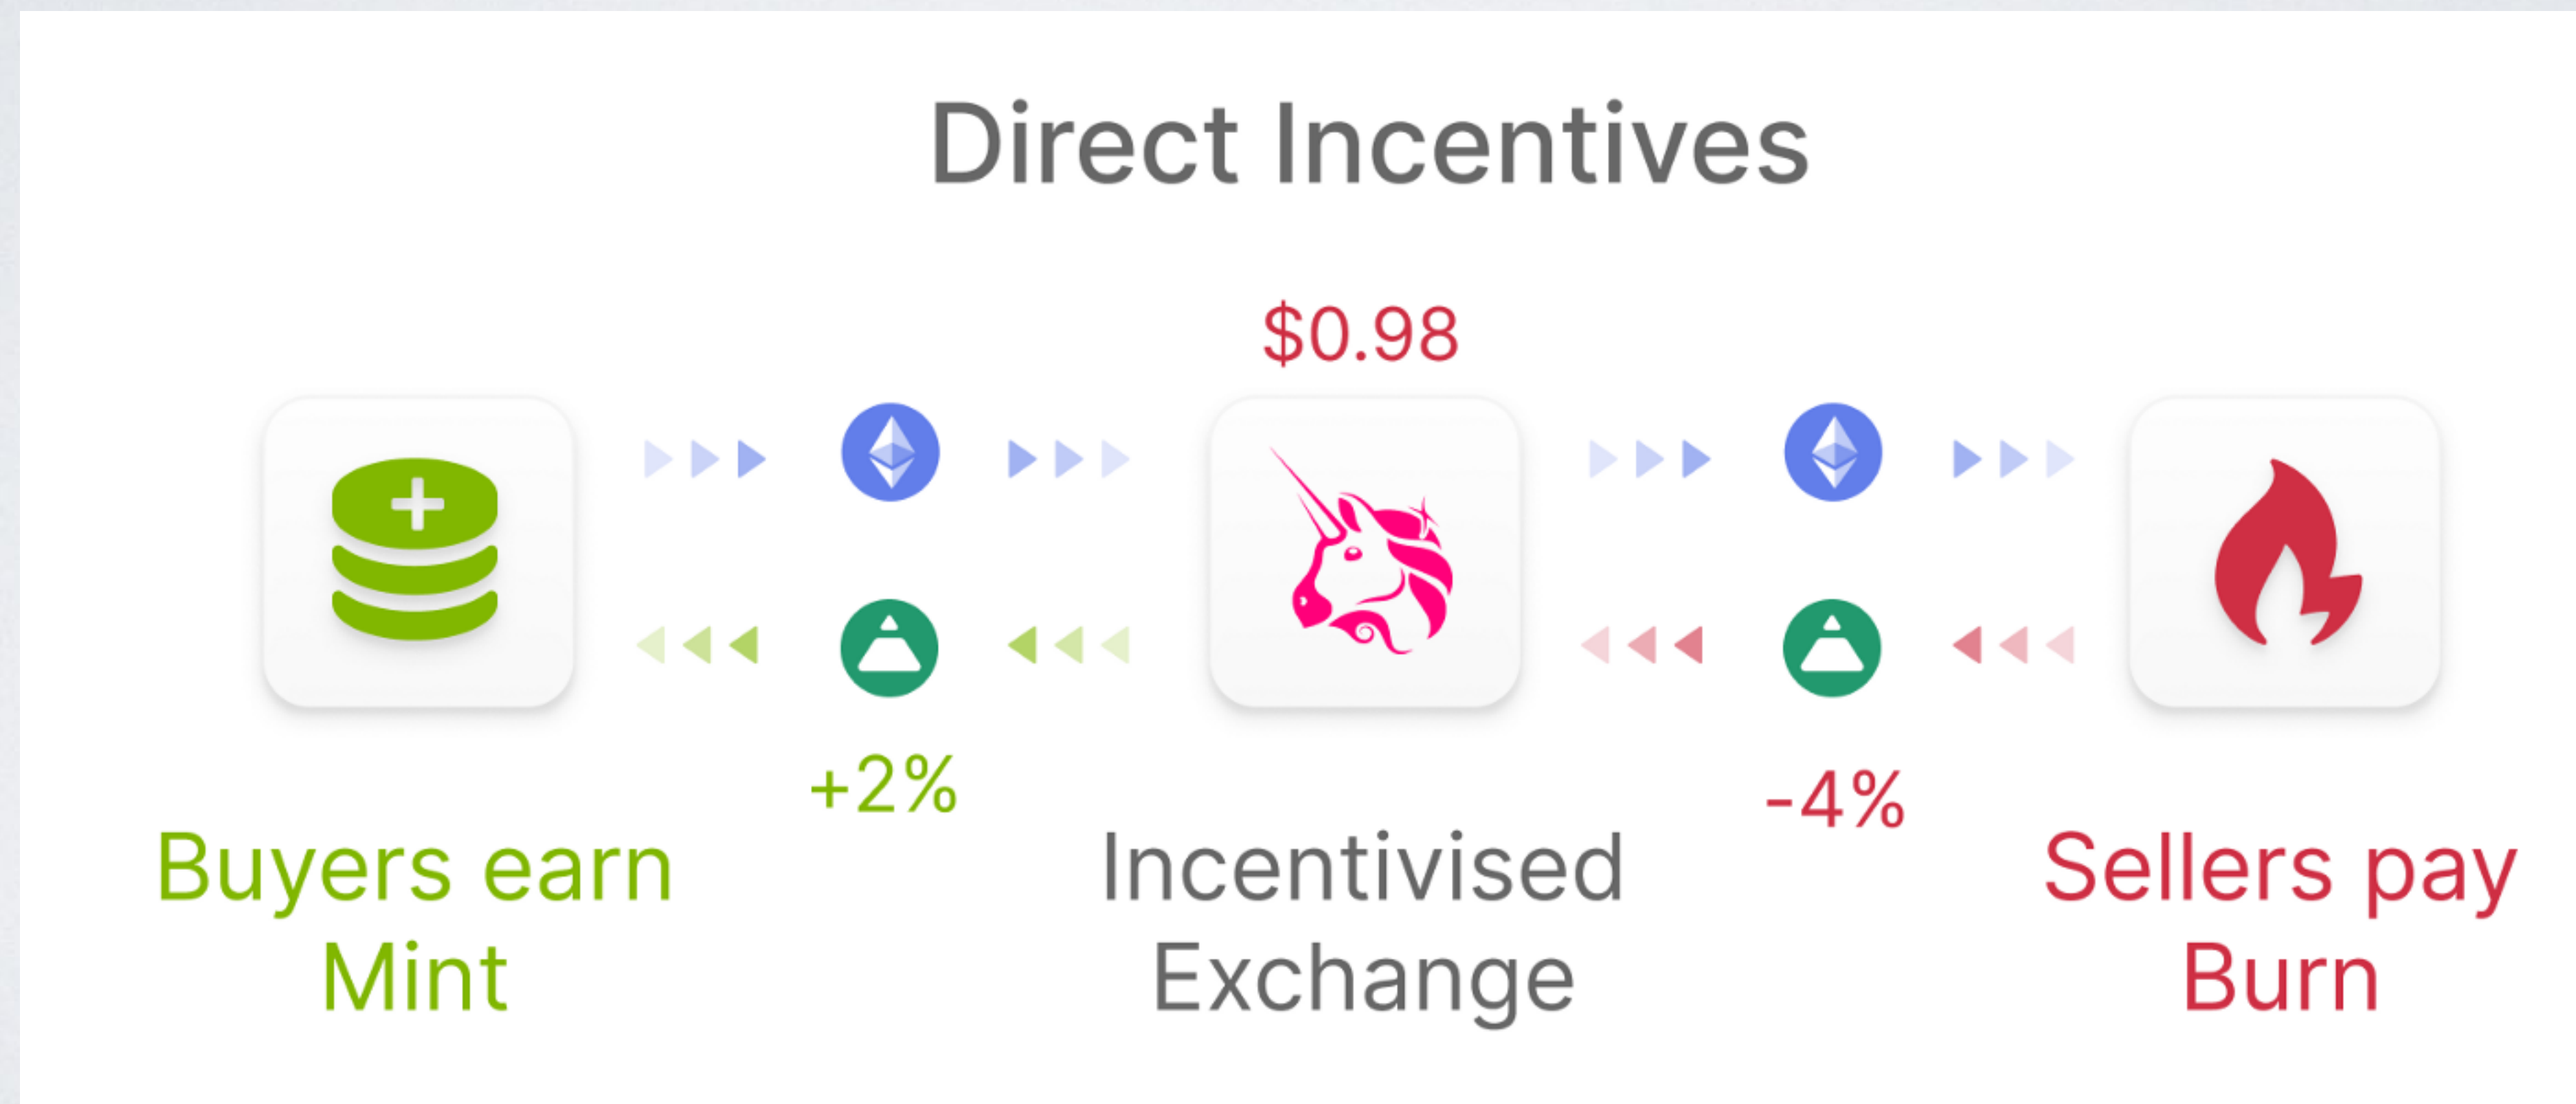 Direct Incentives
$0.98
+2%
-4%
Buyers earn
Mint
Incentivised
Exchange
Sellers pay
Burn